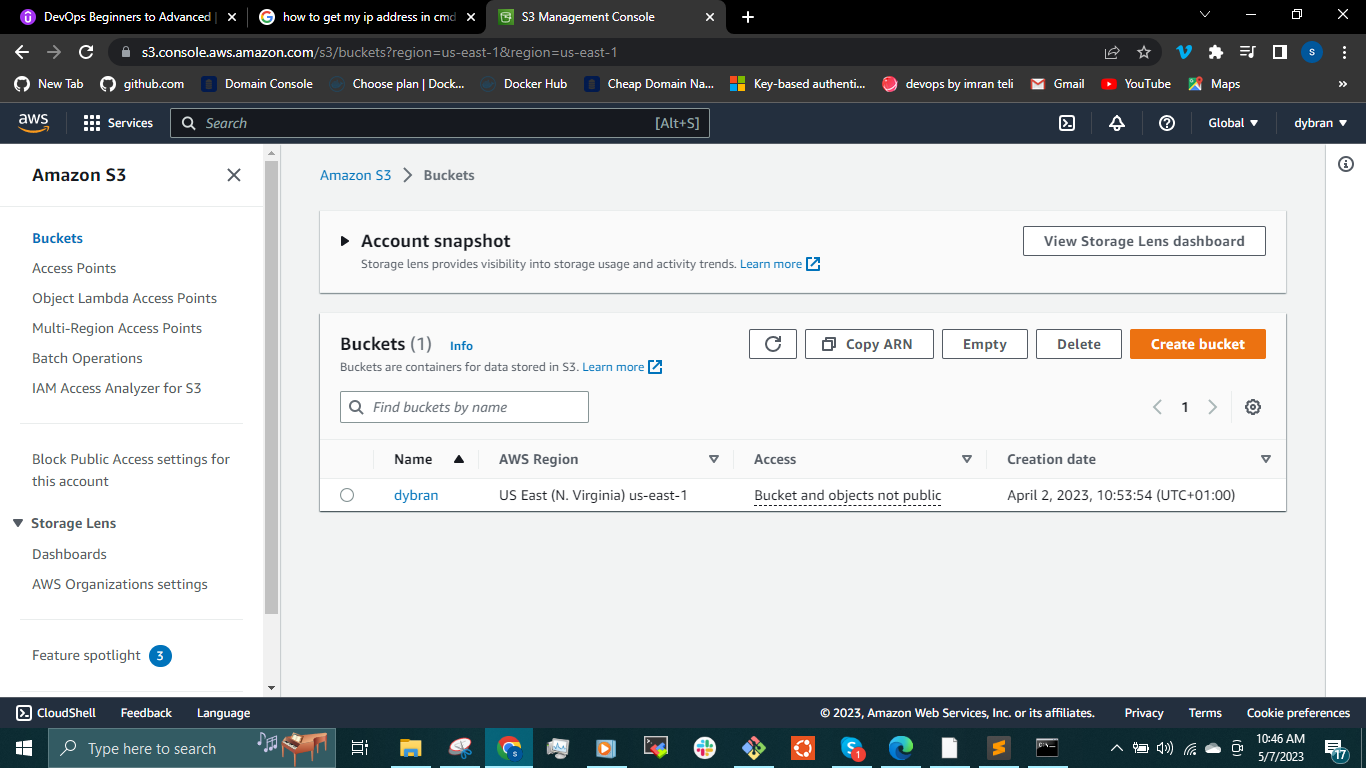 DevOps Beginners to Advanced |
how to get my ip address in cmd
S3 Management Console
s3.console.aws.amazon.com/s3/buckets?region=us-east-1&region=us-east-1
S
New Tab
github.com
Domain Console
Choose plan | Dock...
Docker Hub
Cheap Domain Na...
Key-based authenti...
devops by imran teli
Gmail
YouTube
Maps
»
aws
Services
Search
[Alt+S]
Global
dybran
Amazon S3
Buckets
Access Points
Object Lambda Access Points
Multi-Region Access Points
Batch Operations
IAM Access Analyzer for S3
Block Public Access settings for
this account
Storage Lens
Dashboards
AWS Organizations settings
Feature spotlight 3
Amazon S3 > Buckets
Account snapshot
Storage lens provides visibility into storage usage and activity trends. Learn more
View Storage Lens dashboard
Buckets (1) Info
Buckets are containers for data stored in S3. Learn more
Copy ARN
Empty
Delete
Create bucket
Find buckets by name
1
Name
AWS Region
Access
Creation date
dybran
US East (N. Virginia) us-east-1
Bucket and objects not public
April 2, 2023, 10:53:54 (UTC+01:00)
CloudShell
Feedback
Language
© 2023, Amazon Web Services, Inc. or its affiliates.
Privacy
Terms
Cookie preferences
Type here to search
1
10:46 AM
5/7/2023
17